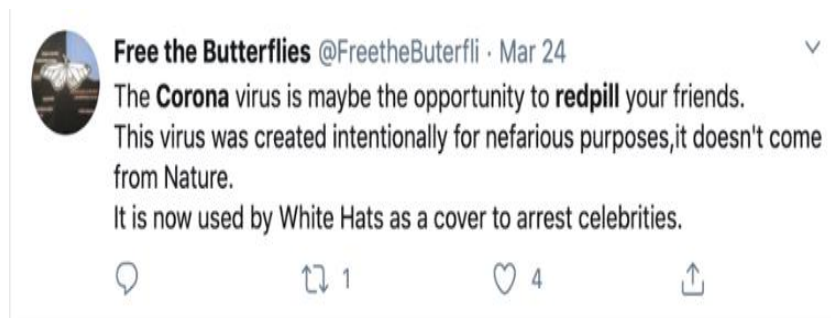 Free the Butterflies @FreetheButerfli · Mar 24
The Corona virus is maybe the opportunity to redpill your friends.
This virus was created intentionally for nefarious purposes,it doesn't come
from Nature.
It is now used by White Hats as a cover to arrest celebrities.
1 4